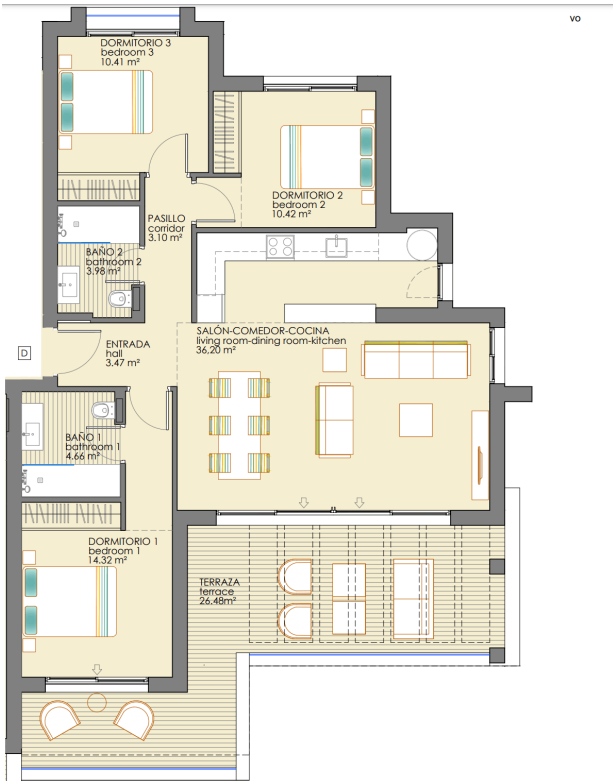 vo
DORMITORIO 3
bedroom 3
10.41 m²
DORMITORIO 2
bedroom 2
10.42 m²
PASILLO
corridor
3.10 m²
BAÑO 2
bathroom 2
3.98 m²
SALÓN-COMEDOR-COCINA
living room-dining room-kitchen
36,20 m²
ENTRADA
hall
3.47 m²
D
BAÑO 1
bathroom 1
4.66 m²
DORMITORIO 1
bedroom 1
14.32 m²
TERRAZA
terrace
26.48m²